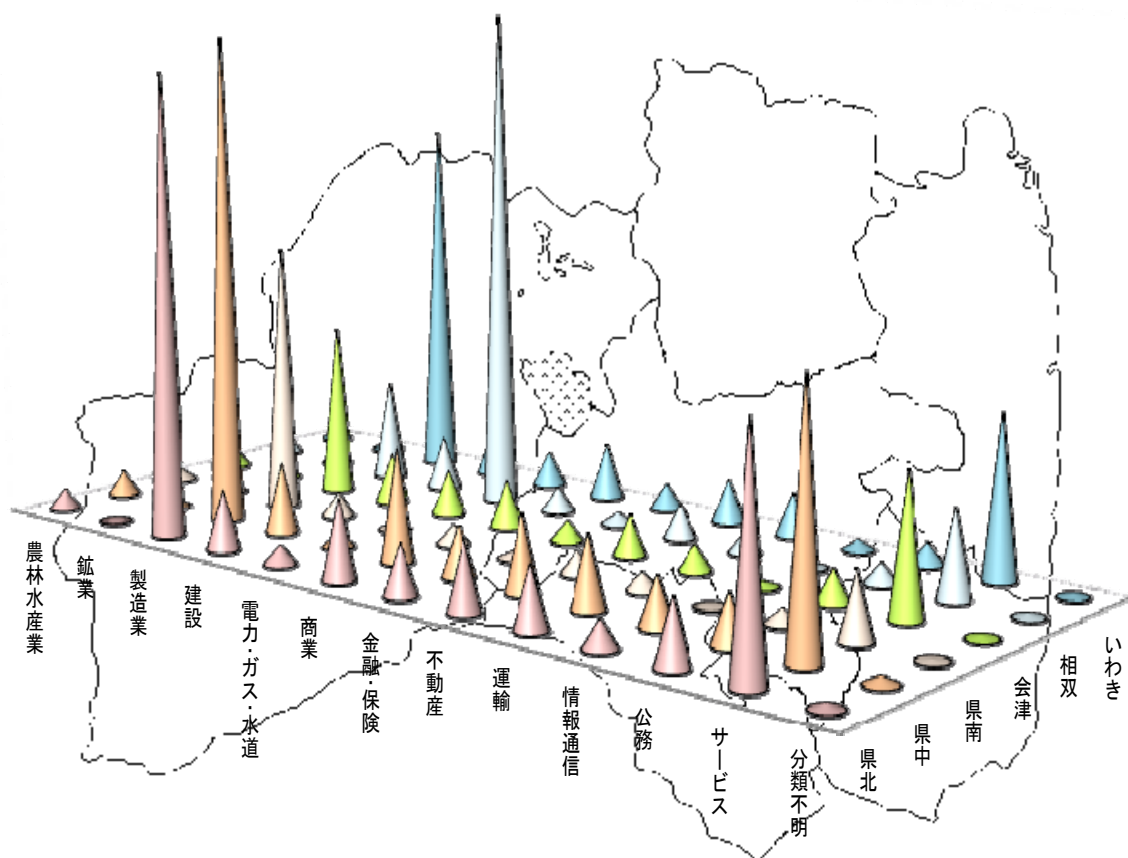 農林水産業
鉱業
製造業
建設
電力・ガス・水道
商業
金融・保険
不動産
運輸
情報通信
公務
サービス
分類不明
県北
県中
県南
会津
相双
いわき